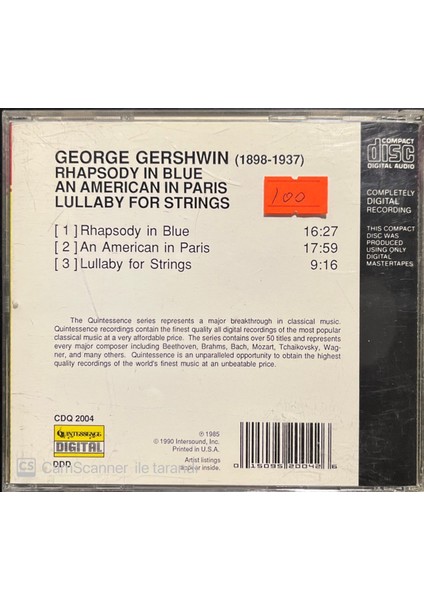 GEORGE GERSHWIN (1898-1937)
RHAPSODY IN BLUE
AN AMERICAN IN PARIS
LULLABY FOR STRINGS
100
[ 1 ] Rhapsody in Blue 16:27
[ 2 ] An American in Paris 17:59
[ 3 ] Lullaby for Strings 9:16
The Quintessence series represents a major breakthrough in classical music.
Quintessence recordings contain the finest quality all digital recordings of the most popular
classical music at a very affordable price. The series contains over 50 titles and represents
every major composer including Beethoven, Brahms, Bach, Mozart, Tchaikovsky, Wag-
ner, and many others. Quintessence is an unparalleled opportunity to obtain the highest
quality recordings of the world's finest music at an unbeatable price.
CDQ 2004
QUINTESSENCE
DIGITAL
DDD
℗ 1985
© 1990 Intersound, Inc.
Printed in U.S.A.
Artist listings
appear inside.
0 15095 20042 6
COMPACT
disc
DIGITAL AUDIO
COMPLETELY
DIGITAL
RECORDING
THIS COMPACT
DISC WAS
PRODUCED
USING ONLY
DIGITAL
MASTERTAPES
CS CamScanner ile tarandı